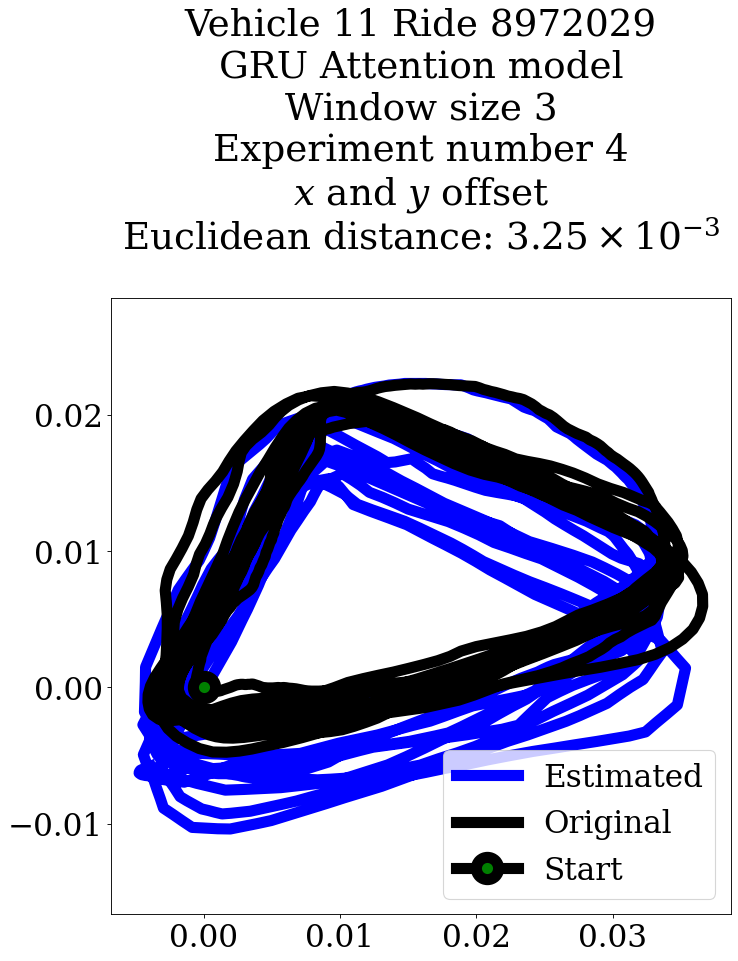 Vehicle 11 Ride 8972029
GRU Attention model
Window size 3
Experiment number 4
x and y offset
Euclidean distance: 3.25 × 10⁻³
0.02
0.01
0.00
−0.01
Estimated
Original
Start
0.00 0.01 0.02 0.03